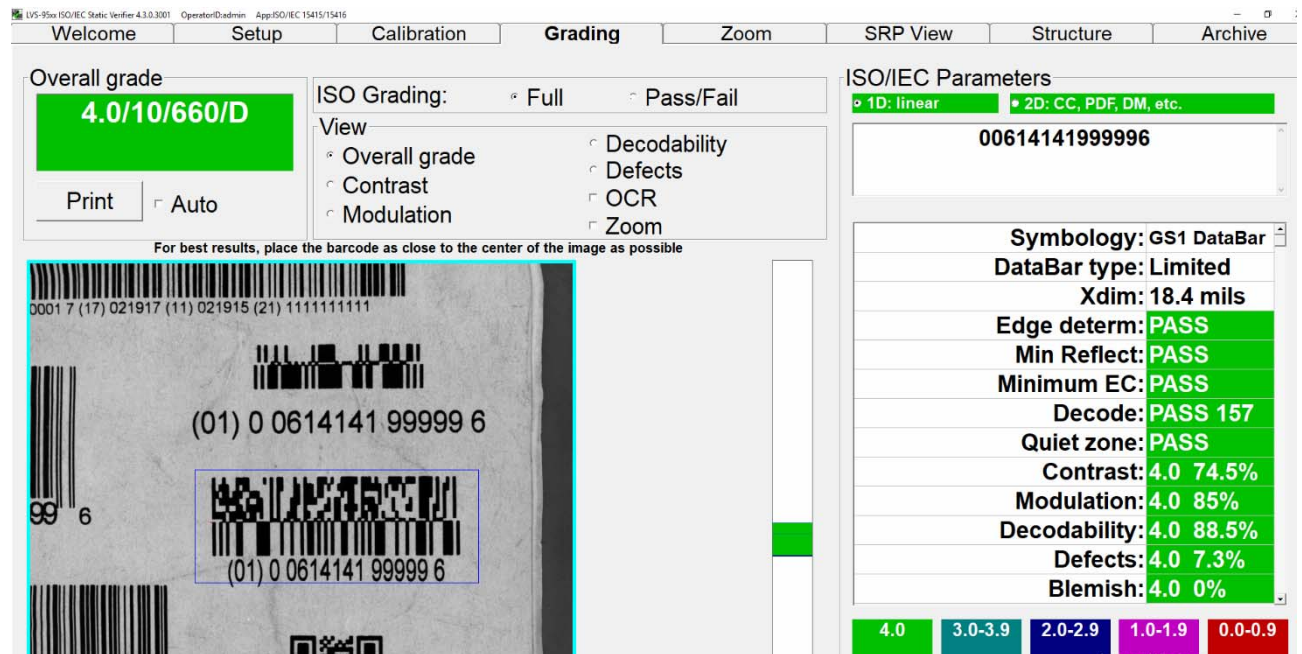 LVS-95xx ISO/IEC Static Verifier 4.3.0.3001 OperatorID:admin App:ISO/IEC 15415/15416
Welcome Setup Calibration Grading Zoom SRP View Structure Archive
Overall grade
4.0/10/660/D
Print
Auto
ISO Grading: Full Pass/Fail
View
Overall grade
Contrast
Modulation
Decodability
Defects
OCR
Zoom
For best results, place the barcode as close to the center of the image as possible
0001 7 (17) 021917 (11) 021915 (21) 1111111111
(01) 0 0614141 99999 6
99 6
(01) 0 0614141 99999 6
ISO/IEC Parameters
1D: linear 2D: CC, PDF, DM, etc.
00614141999996
Symbology: GS1 DataBar
DataBar type: Limited
Xdim: 18.4 mils
Edge determ: PASS
Min Reflect: PASS
Minimum EC: PASS
Decode: PASS 157
Quiet zone: PASS
Contrast: 4.0 74.5%
Modulation: 4.0 85%
Decodability: 4.0 88.5%
Defects: 4.0 7.3%
Blemish: 4.0 0%
4.0 3.0-3.9 2.0-2.9 1.0-1.9 0.0-0.9